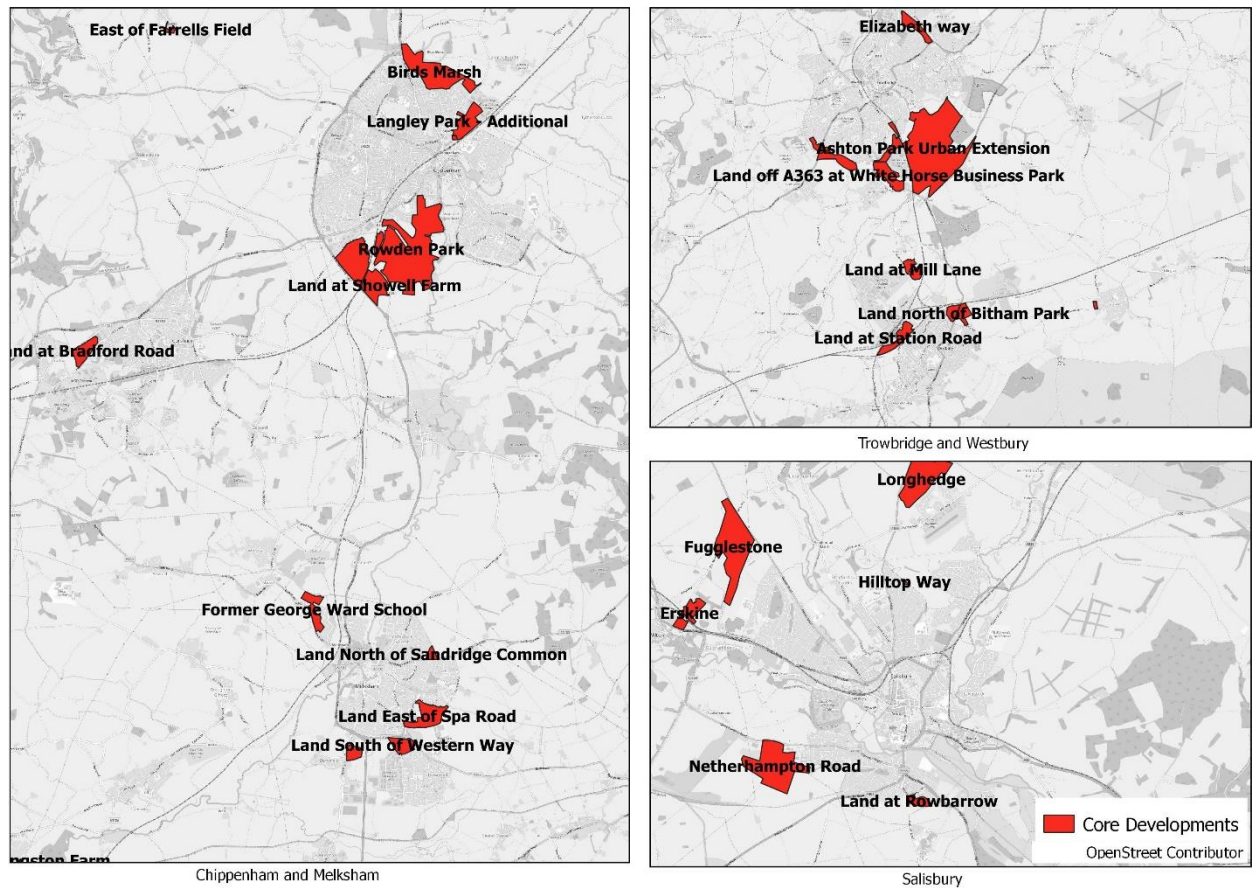 East of Farrells Field
Birds Marsh
Langley Park - Additional
Rowden Park
Land at Showell Farm
nd at Bradford Road
Former George Ward School
Land North of Sandridge Common
Land East of Spa Road
Land South of Western Way
ngston Farm
Chippenham and Melksham
Elizabeth way
Ashton Park Urban Extension
Land off A363 at White Horse Business Park
Land at Mill Lane
Land north of Bitham Park
Land at Station Road
Trowbridge and Westbury
Longhedge
Fugglestone
Hilltop Way
Erskine
Netherhampton Road
Land at Rowbarrow
Core Developments
OpenStreet Contributor
Salisbury